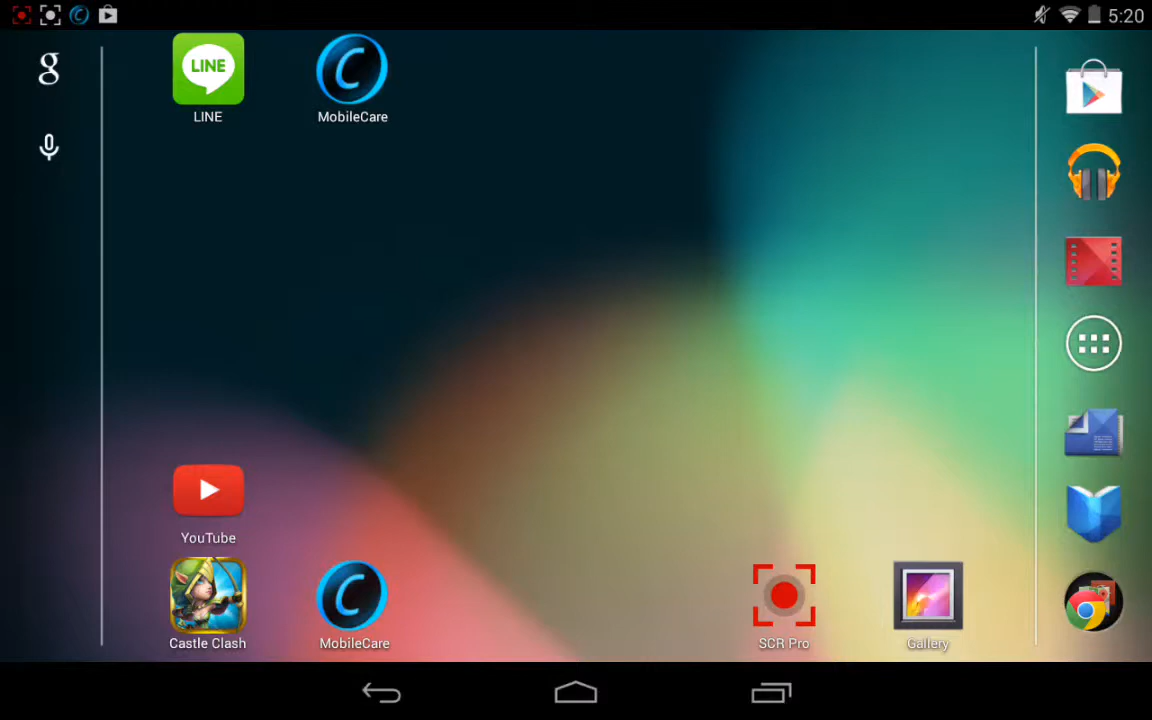 5:20
g
LINE
LINE
MobileCare
YouTube
Castle Clash
MobileCare
SCR Pro
Gallery